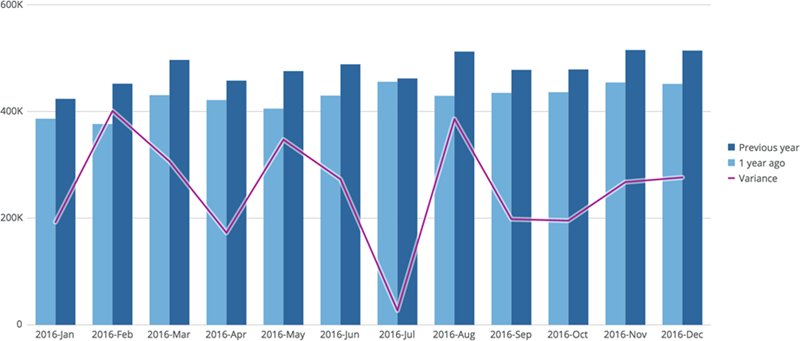 600K
400K
200K
0
2016-Jan 2016-Feb 2016-Mar 2016-Apr 2016-May 2016-Jun 2016-Jul 2016-Aug 2016-Sep 2016-Oct 2016-Nov 2016-Dec
Previous year
1 year ago
Variance